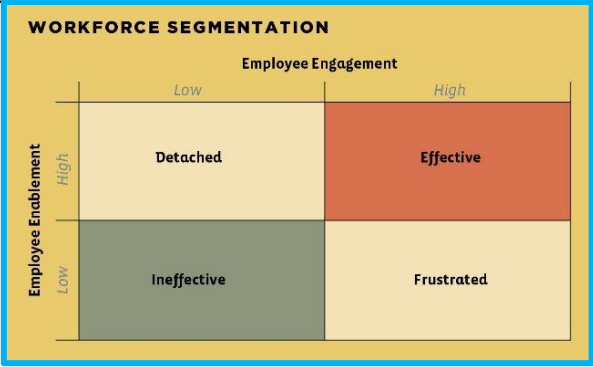 WORKFORCE SEGMENTATION
Employee Engagement
Low High
Employee Enablement
High
Detached Effective
Low
Ineffective Frustrated